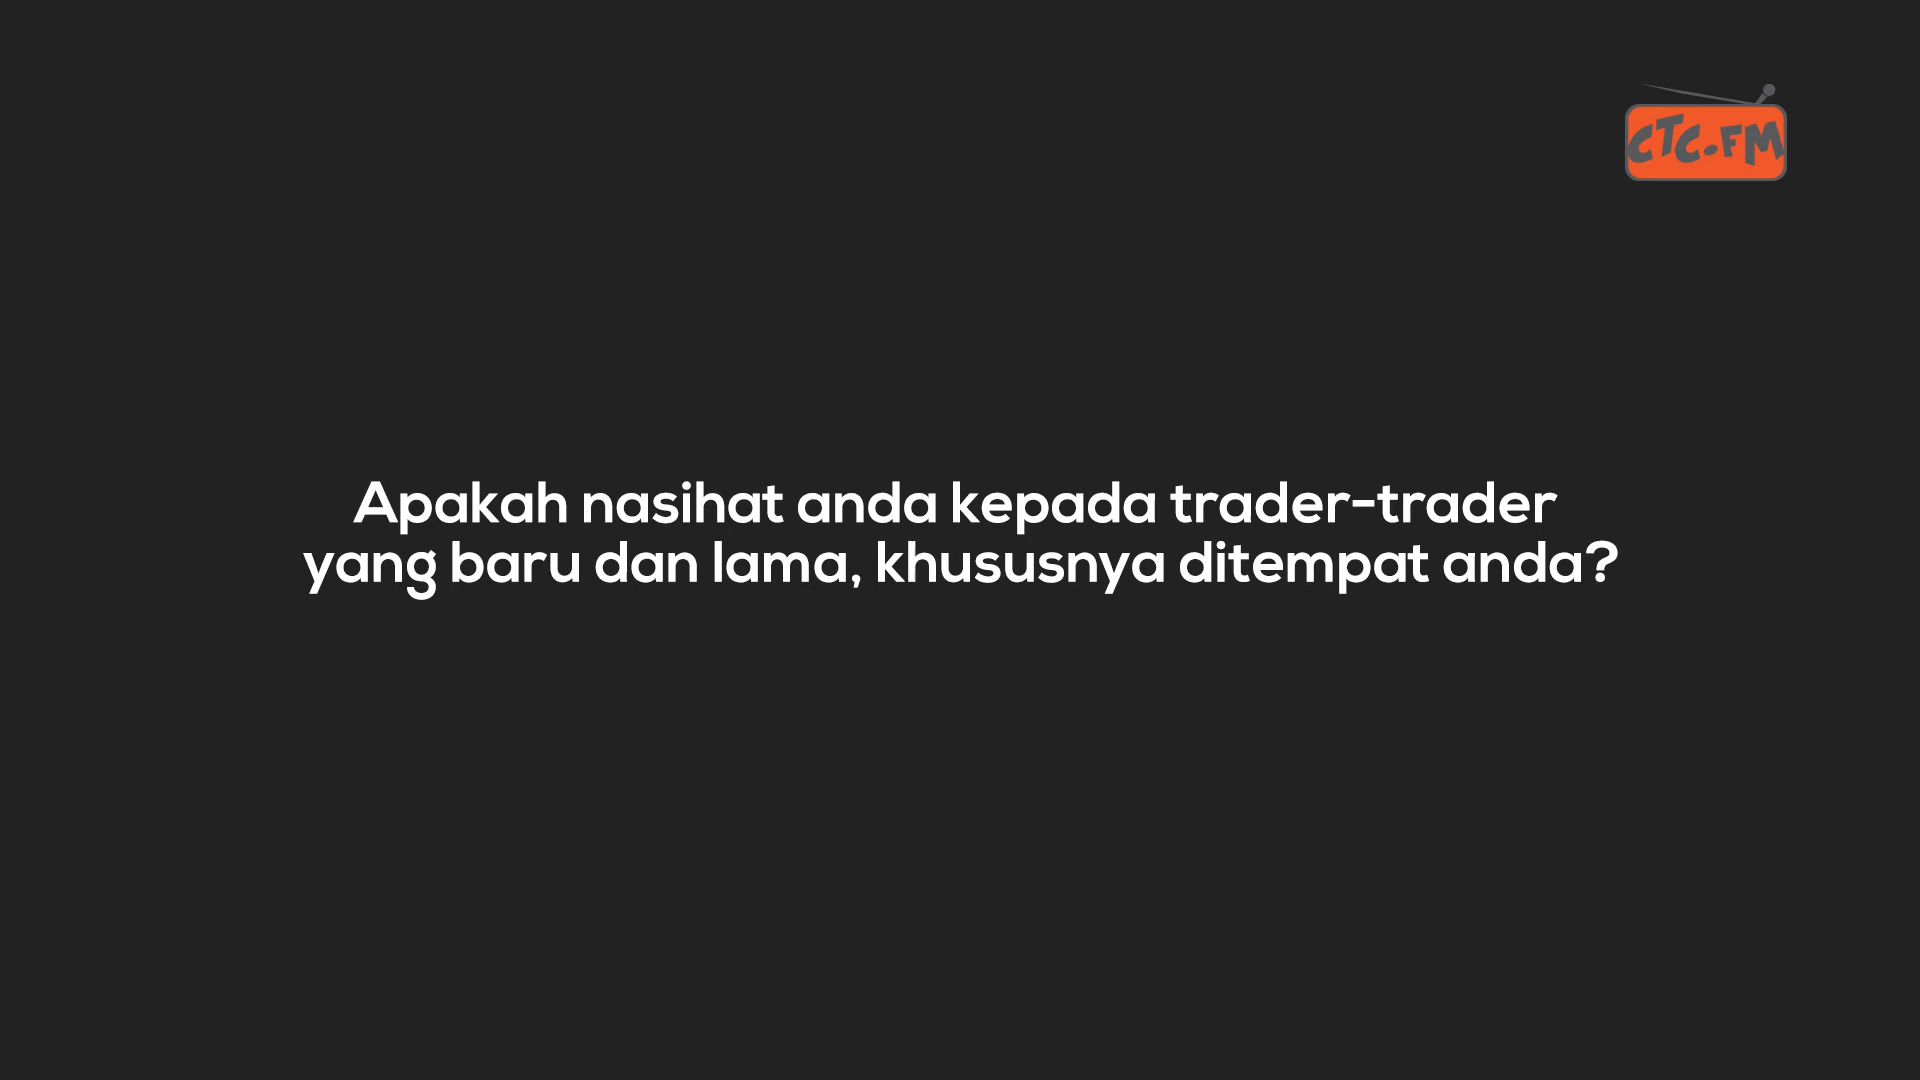 CTC.FM
Apakah nasihat anda kepada trader-trader
yang baru dan lama, khususnya ditempat anda?